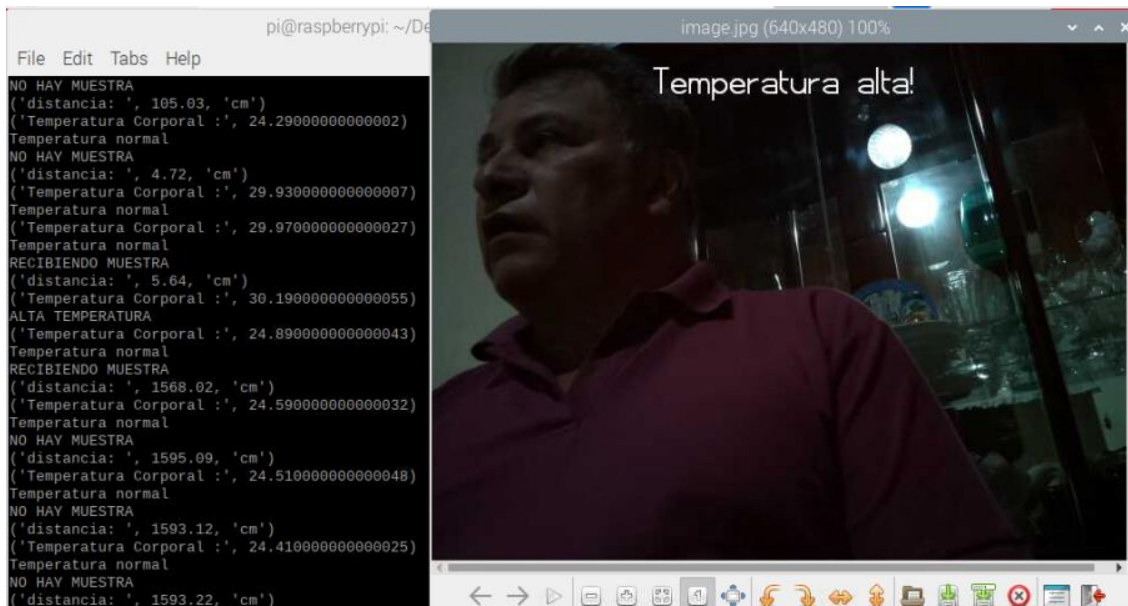 pi@raspberrypi: ~/De
File Edit Tabs Help
NO HAY MUESTRA
('distancia: ', 105.03, 'cm')
('Temperatura Corporal :', 24.29000000000002)
Temperatura normal
NO HAY MUESTRA
('distancia: ', 4.72, 'cm')
('Temperatura Corporal :', 29.930000000000007)
Temperatura normal
('Temperatura Corporal :', 29.970000000000027)
Temperatura normal
RECIBIENDO MUESTRA
('distancia: ', 5.64, 'cm')
('Temperatura Corporal :', 30.190000000000055)
ALTA TEMPERATURA
('Temperatura Corporal :', 24.890000000000043)
Temperatura normal
RECIBIENDO MUESTRA
('distancia: ', 1568.02, 'cm')
('Temperatura Corporal :', 24.590000000000032)
Temperatura normal
NO HAY MUESTRA
('distancia: ', 1595.09, 'cm')
('Temperatura Corporal :', 24.510000000000048)
Temperatura normal
NO HAY MUESTRA
('distancia: ', 1593.12, 'cm')
('Temperatura Corporal :', 24.410000000000025)
Temperatura normal
NO HAY MUESTRA
('distancia: ', 1593.22, 'cm')
image.jpg (640x480) 100%
Temperatura alta!